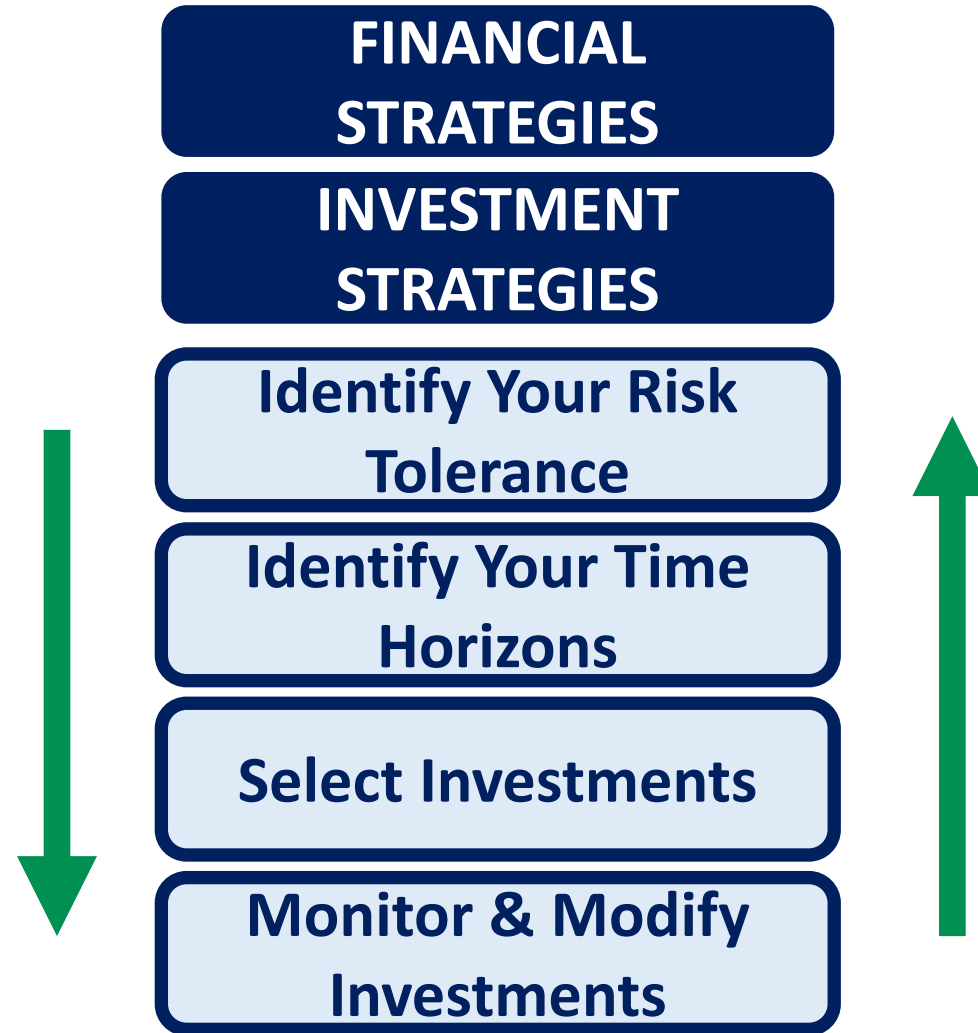 FINANCIAL
STRATEGIES
INVESTMENT
STRATEGIES
Identify Your Risk
Tolerance
Identify Your Time
Horizons
Select Investments
Monitor & Modify
Investments